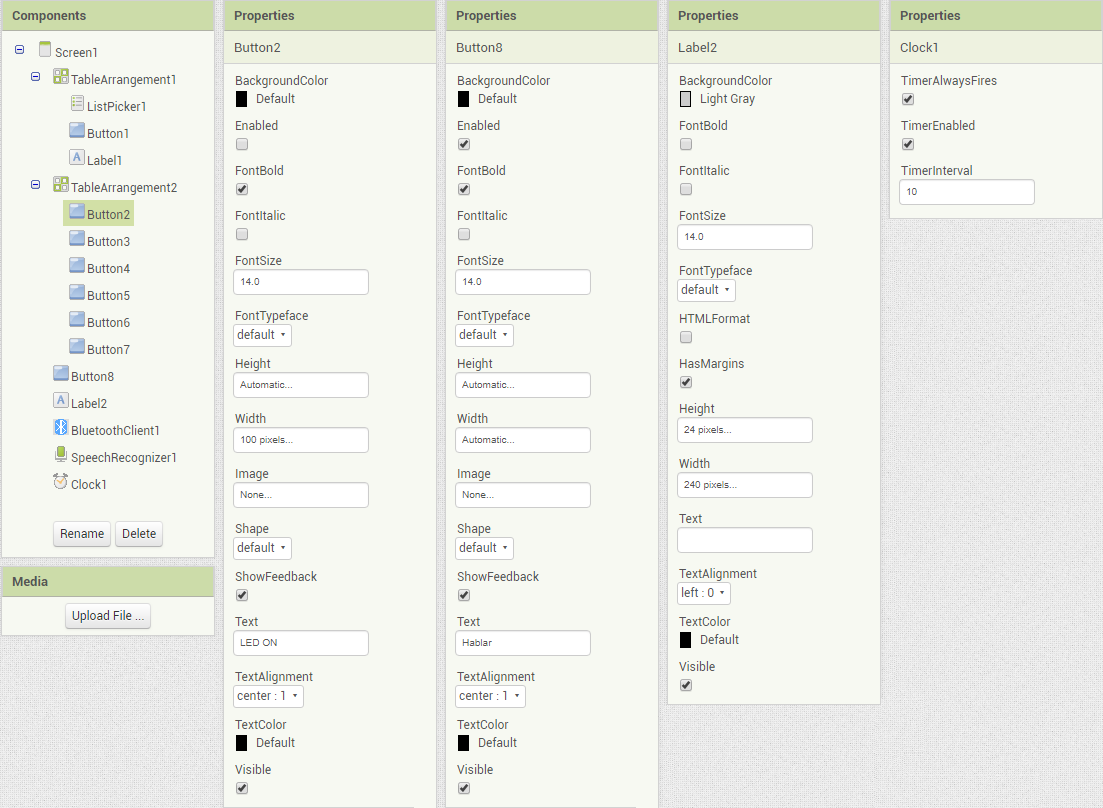 Components
Screen1
TableArrangement1
ListPicker1
Button1
A Label1
TableArrangement2
Button2
Button3
Button4
Button5
Button6
Button7
Button8
A Label2
BluetoothClient1
SpeechRecognizer1
Clock1
Rename Delete
Media
Upload File ...
Properties
Button2
BackgroundColor
Default
Enabled
FontBold
FontItalic
FontSize
14.0
FontTypeface
default
Height
Automatic...
Width
100 pixels...
Image
None...
Shape
default
ShowFeedback
Text
LED ON
TextAlignment
center : 1
TextColor
Default
Visible
Properties
Button8
BackgroundColor
Default
Enabled
FontBold
FontItalic
FontSize
14.0
FontTypeface
default
Height
Automatic...
Width
Automatic...
Image
None...
Shape
default
ShowFeedback
Text
Hablar
TextAlignment
center : 1
TextColor
Default
Visible
Properties
Label2
BackgroundColor
Light Gray
FontBold
FontItalic
FontSize
14.0
FontTypeface
default
HTMLFormat
HasMargins
Height
24 pixels...
Width
240 pixels...
Text
TextAlignment
left : 0
TextColor
Default
Visible
Properties
Clock1
TimerAlwaysFires
TimerEnabled
TimerInterval
10